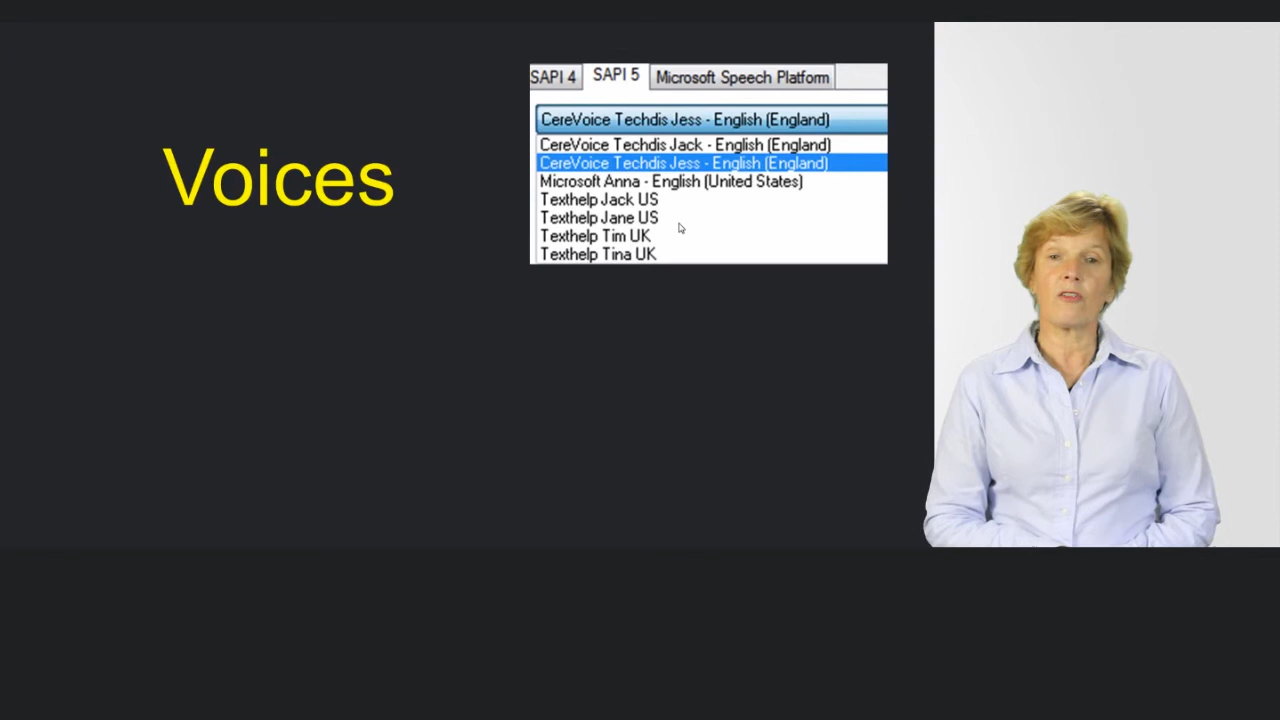 Voices
SAPI 4 SAPI 5 Microsoft Speech Platform
CereVoice Techdis Jess - English (England)
CereVoice Techdis Jack - English (England)
CereVoice Techdis Jess - English (England)
Microsoft Anna - English (United States)
Texthelp Jack US
Texthelp Jane US
Texthelp Tim UK
Texthelp Tina UK